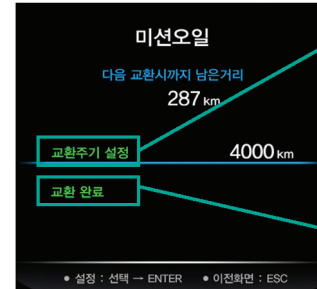 미션오일
다음 교환시까지 남은거리
287 km
교환주기 설정 4000 km
교환 완료
• 설정 : 선택 → ENTER • 이전화면 : ESC